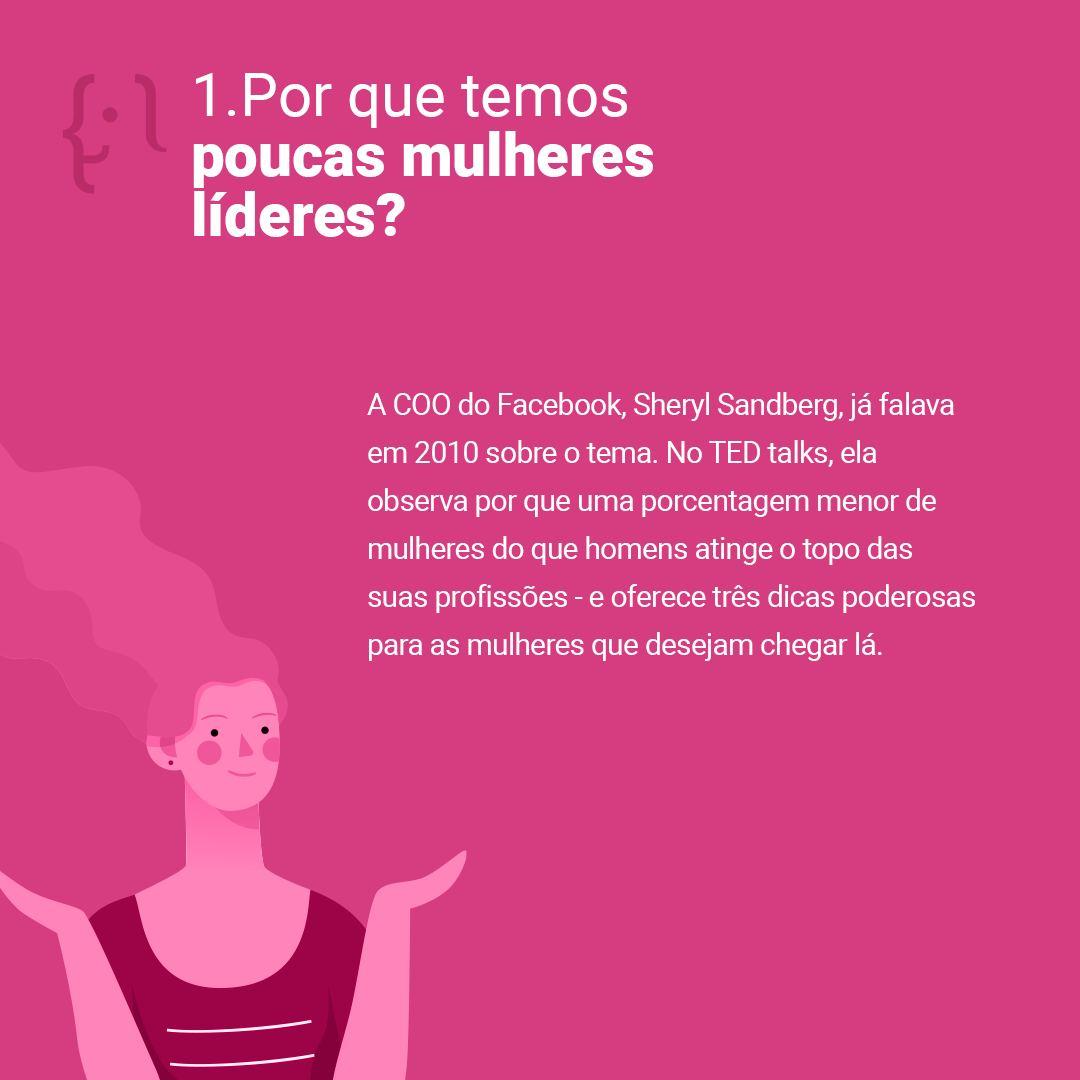 1.Por que temos
poucas mulheres
líderes?
A COO do Facebook, Sheryl Sandberg, já falava
em 2010 sobre o tema. No TED talks, ela
observa por que uma porcentagem menor de
mulheres do que homens atinge o topo das
suas profissões - e oferece três dicas poderosas
para as mulheres que desejam chegar lá.